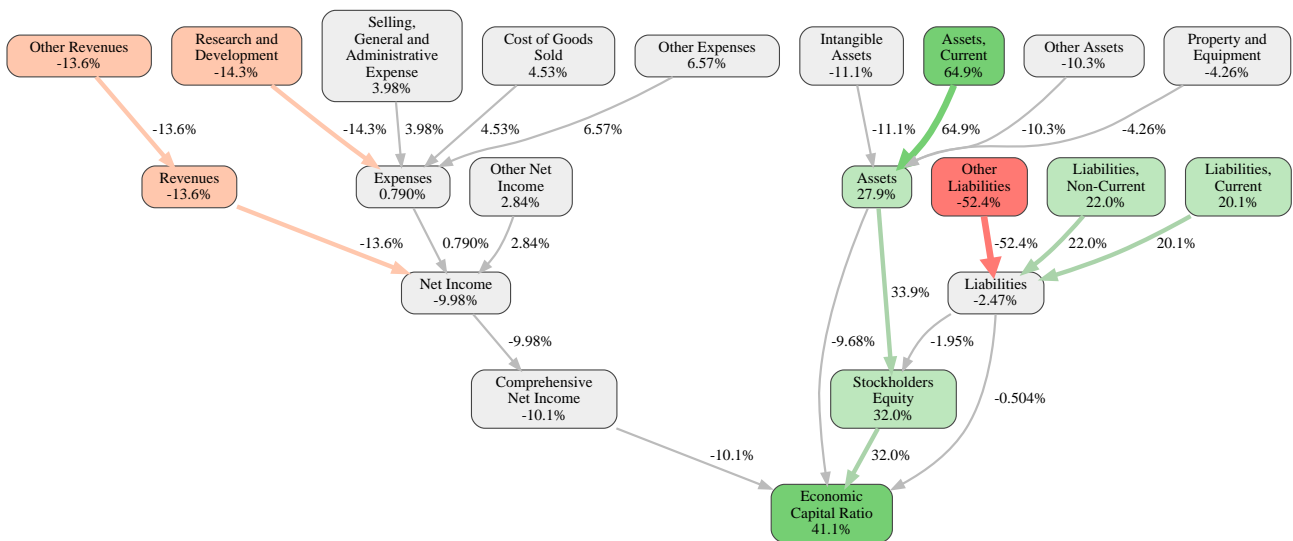 Other Revenues
-13.6%
Research and
Development
-14.3%
Selling,
General and
Administrative
Expense
3.98%
Cost of Goods
Sold
4.53%
Other Expenses
6.57%
Intangible
Assets
-11.1%
Assets,
Current
64.9%
Other Assets
-10.3%
Property and
Equipment
-4.26%
-13.6%
-14.3%
3.98%
4.53%
6.57%
-11.1%
64.9%
-10.3%
-4.26%
Revenues
-13.6%
Expenses
0.790%
Other Net
Income
2.84%
Assets
27.9%
Other
Liabilities
-52.4%
Liabilities,
Non-Current
22.0%
Liabilities,
Current
20.1%
-13.6%
0.790%
2.84%
-52.4%
22.0%
20.1%
Net Income
-9.98%
33.9%
Liabilities
-2.47%
-9.98%
-9.68%
-1.95%
Comprehensive
Net Income
-10.1%
Stockholders
Equity
32.0%
-0.504%
-10.1%
32.0%
Economic
Capital Ratio
41.1%